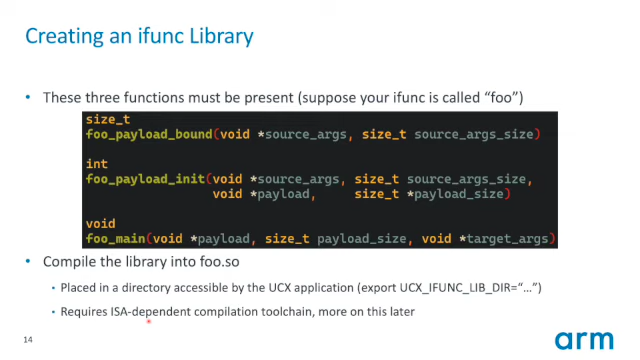 Creating an ifunc Library
• These three functions must be present (suppose your ifunc is called “foo”)
size_t
foo_payload_bound(void *source_args, size_t source_args_size)
int
foo_payload_init(void *source_args, size_t source_args_size,
void *payload, size_t *payload_size)
void
foo_main(void *payload, size_t payload_size, void *target_args)
• Compile the library into foo.so
• Placed in a directory accessible by the UCX application (export UCX_IFUNC_LIB_DIR=“…”)
• Requires ISA-dependent compilation toolchain, more on this later
14
arm